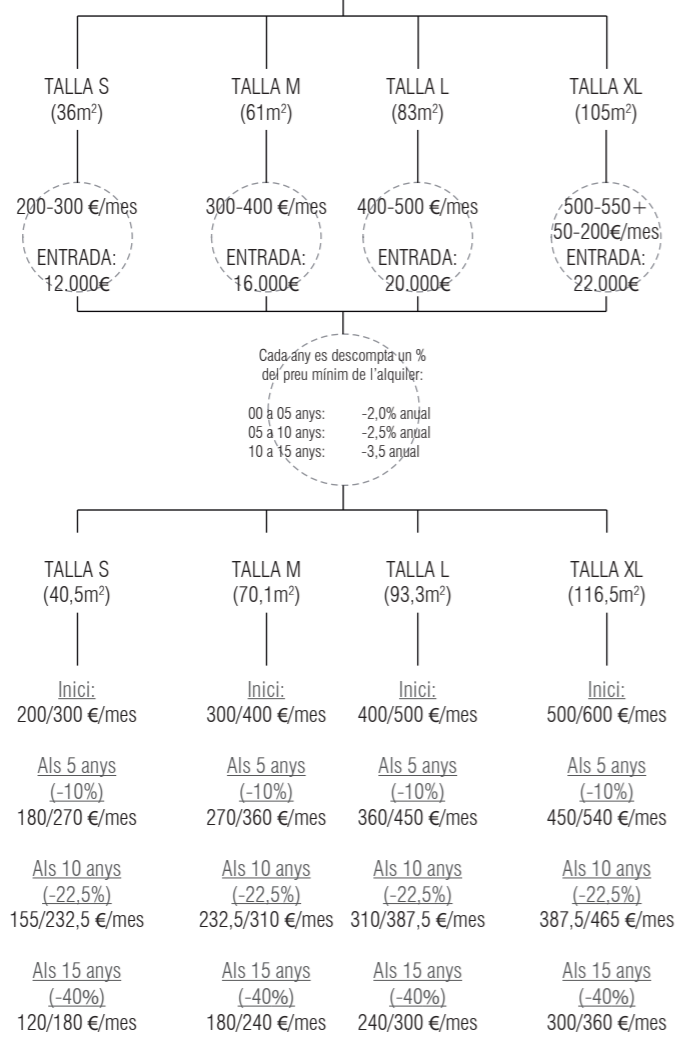 TALLA S
(36m²)
TALLA M
(61m²)
TALLA L
(83m²)
TALLA XL
(105m²)
200-300 €/mes
ENTRADA:
12.000€
300-400 €/mes
ENTRADA:
16.000€
400-500 €/mes
ENTRADA:
20.000€
500-550+
50-200€/mes
ENTRADA:
22.000€
Cada any es descompta un %
del preu mínim de l'alquiler:
00 a 05 anys: -2,0% anual
05 a 10 anys: -2,5% anual
10 a 15 anys: -3,5 anual
TALLA S
(40,5m²)
TALLA M
(70,1m²)
TALLA L
(93,3m²)
TALLA XL
(116,5m²)
Inici:
200/300 €/mes
Als 5 anys
(-10%)
180/270 €/mes
Als 10 anys
(-22,5%)
155/232,5 €/mes
Als 15 anys
(-40%)
120/180 €/mes
Inici:
300/400 €/mes
Als 5 anys
(-10%)
270/360 €/mes
Als 10 anys
(-22,5%)
232,5/310 €/mes
Als 15 anys
(-40%)
180/240 €/mes
Inici:
400/500 €/mes
Als 5 anys
(-10%)
360/450 €/mes
Als 10 anys
(-22,5%)
310/387,5 €/mes
Als 15 anys
(-40%)
240/300 €/mes
Inici:
500/600 €/mes
Als 5 anys
(-10%)
450/540 €/mes
Als 10 anys
(-22,5%)
387,5/465 €/mes
Als 15 anys
(-40%)
300/360 €/mes